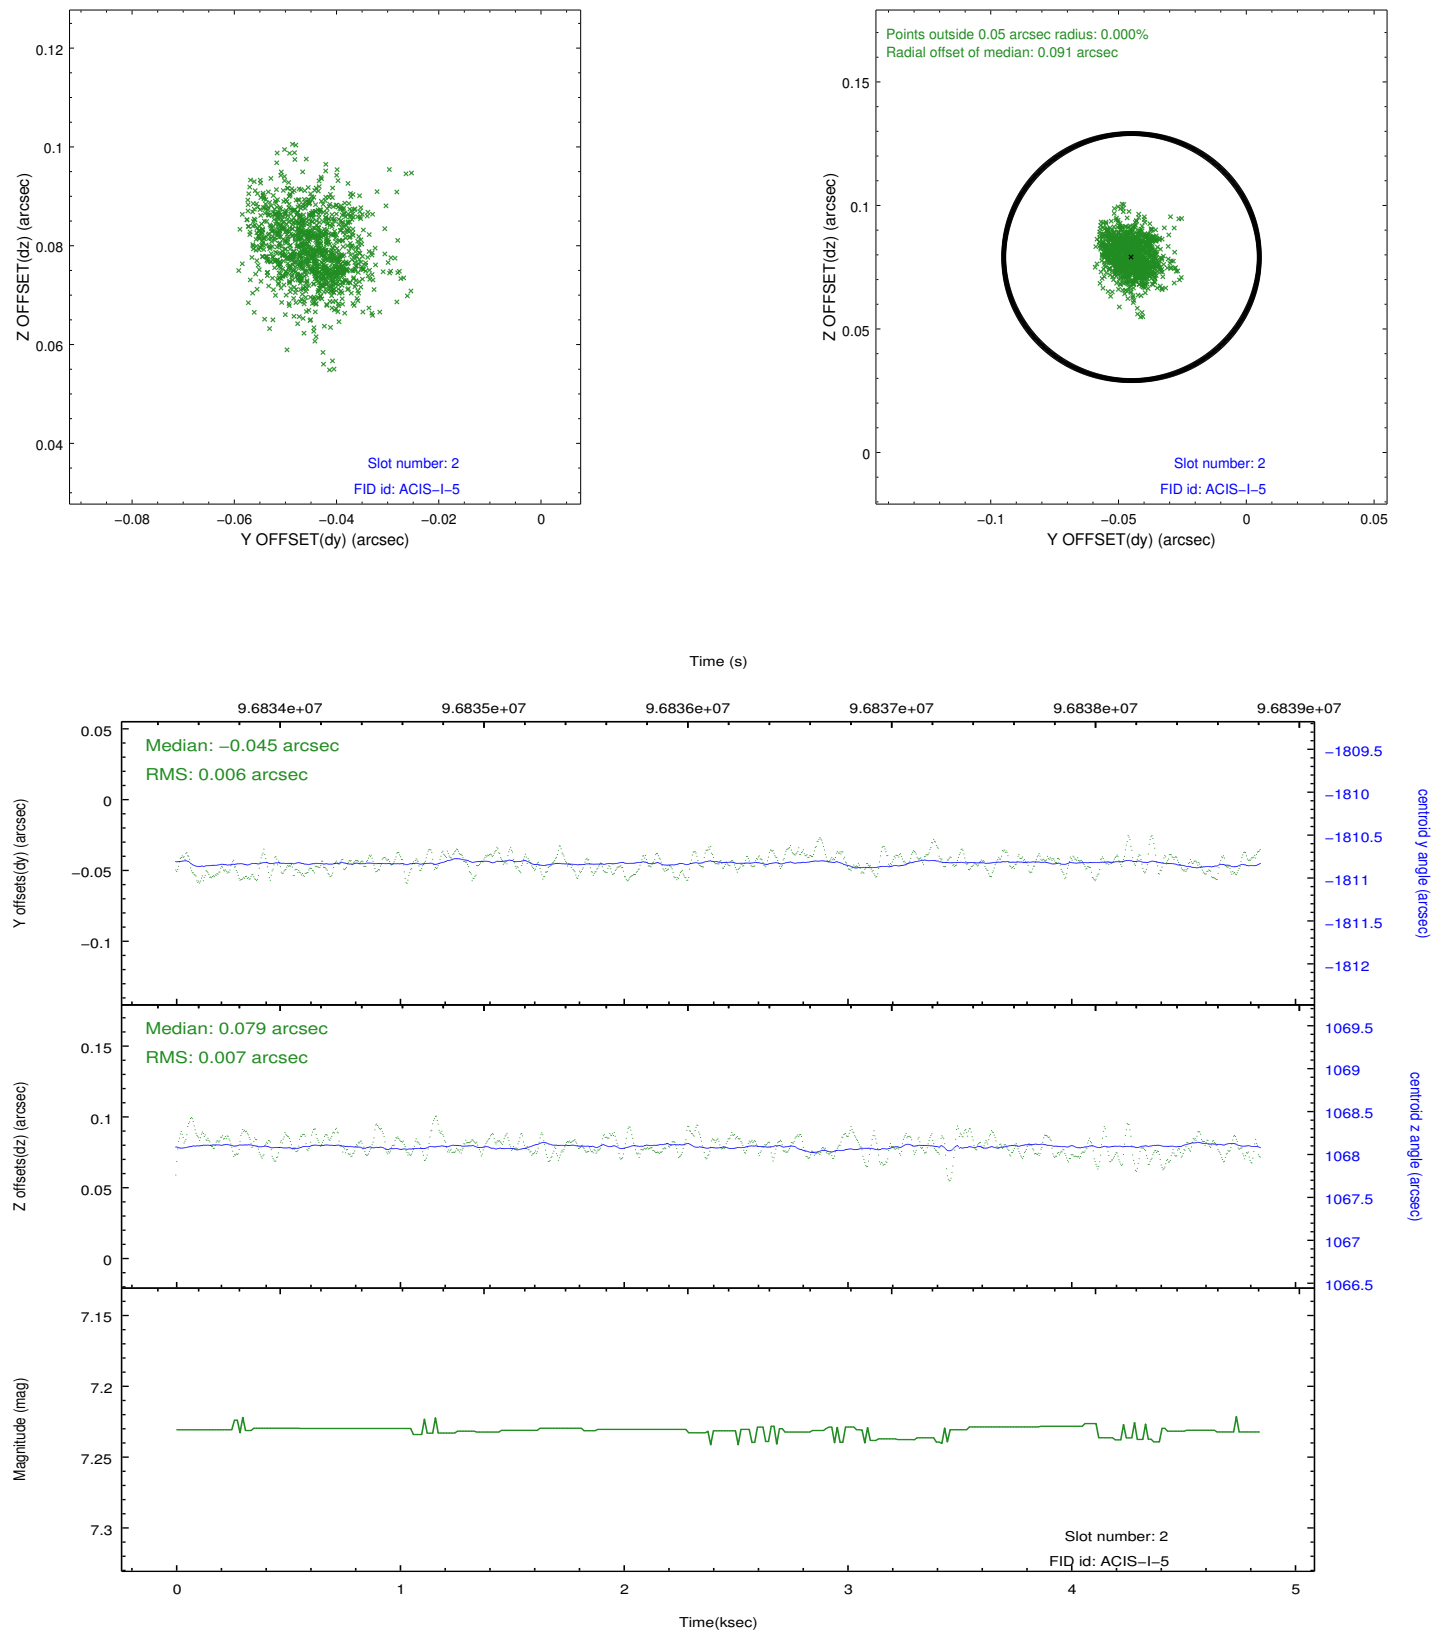 0.12
0.1
0.08
0.06
0.04
Z OFFSET(dz) (arcsec)
Slot number: 2
FID id: ACIS−I−5
−0.08 −0.06 −0.04 −0.02 0
Y OFFSET(dy) (arcsec)
Points outside 0.05 arcsec radius: 0.000%
Radial offset of median: 0.091 arcsec
0.15
0.1
0.05
0
Z OFFSET(dz) (arcsec)
Slot number: 2
FID id: ACIS−I−5
−0.1 −0.05 0 0.05
Y OFFSET(dy) (arcsec)
Time (s)
9.6834e+07 9.6835e+07 9.6836e+07 9.6837e+07 9.6838e+07 9.6839e+07
Median: −0.045 arcsec
RMS: 0.006 arcsec
0.05
0
−0.05
−0.1
Y offsets(dy) (arcsec)
−1809.5
−1810
−1810.5
−1811
−1811.5
−1812
centroid y angle (arcsec)
Median: 0.079 arcsec
RMS: 0.007 arcsec
0.15
0.1
0.05
0
Z offsets(dz) (arcsec)
1069.5
1069
1068.5
1068
1067.5
1067
1066.5
centroid z angle (arcsec)
7.15
7.2
7.25
7.3
Magnitude (mag)
Slot number: 2
FID id: ACIS−I−5
0 1 2 3 4 5
Time(ksec)